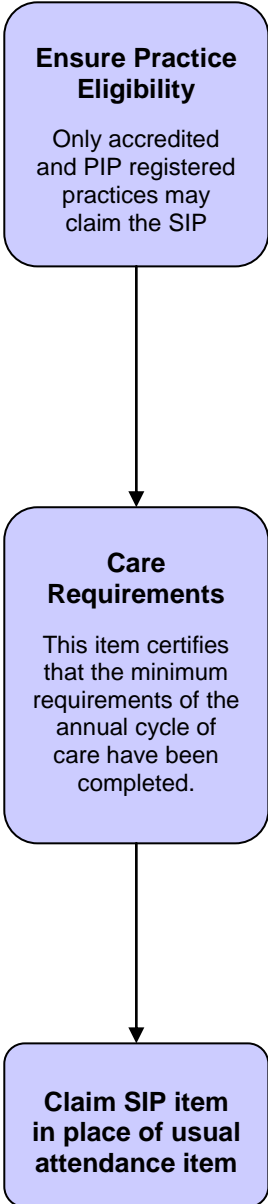 Ensure Practice
Eligibility
Only accredited
and PIP registered
practices may
claim the SIP
Care
Requirements
This item certifies
that the minimum
requirements of the
annual cycle of
care have been
completed.
Claim SIP item
in place of usual
attendance item